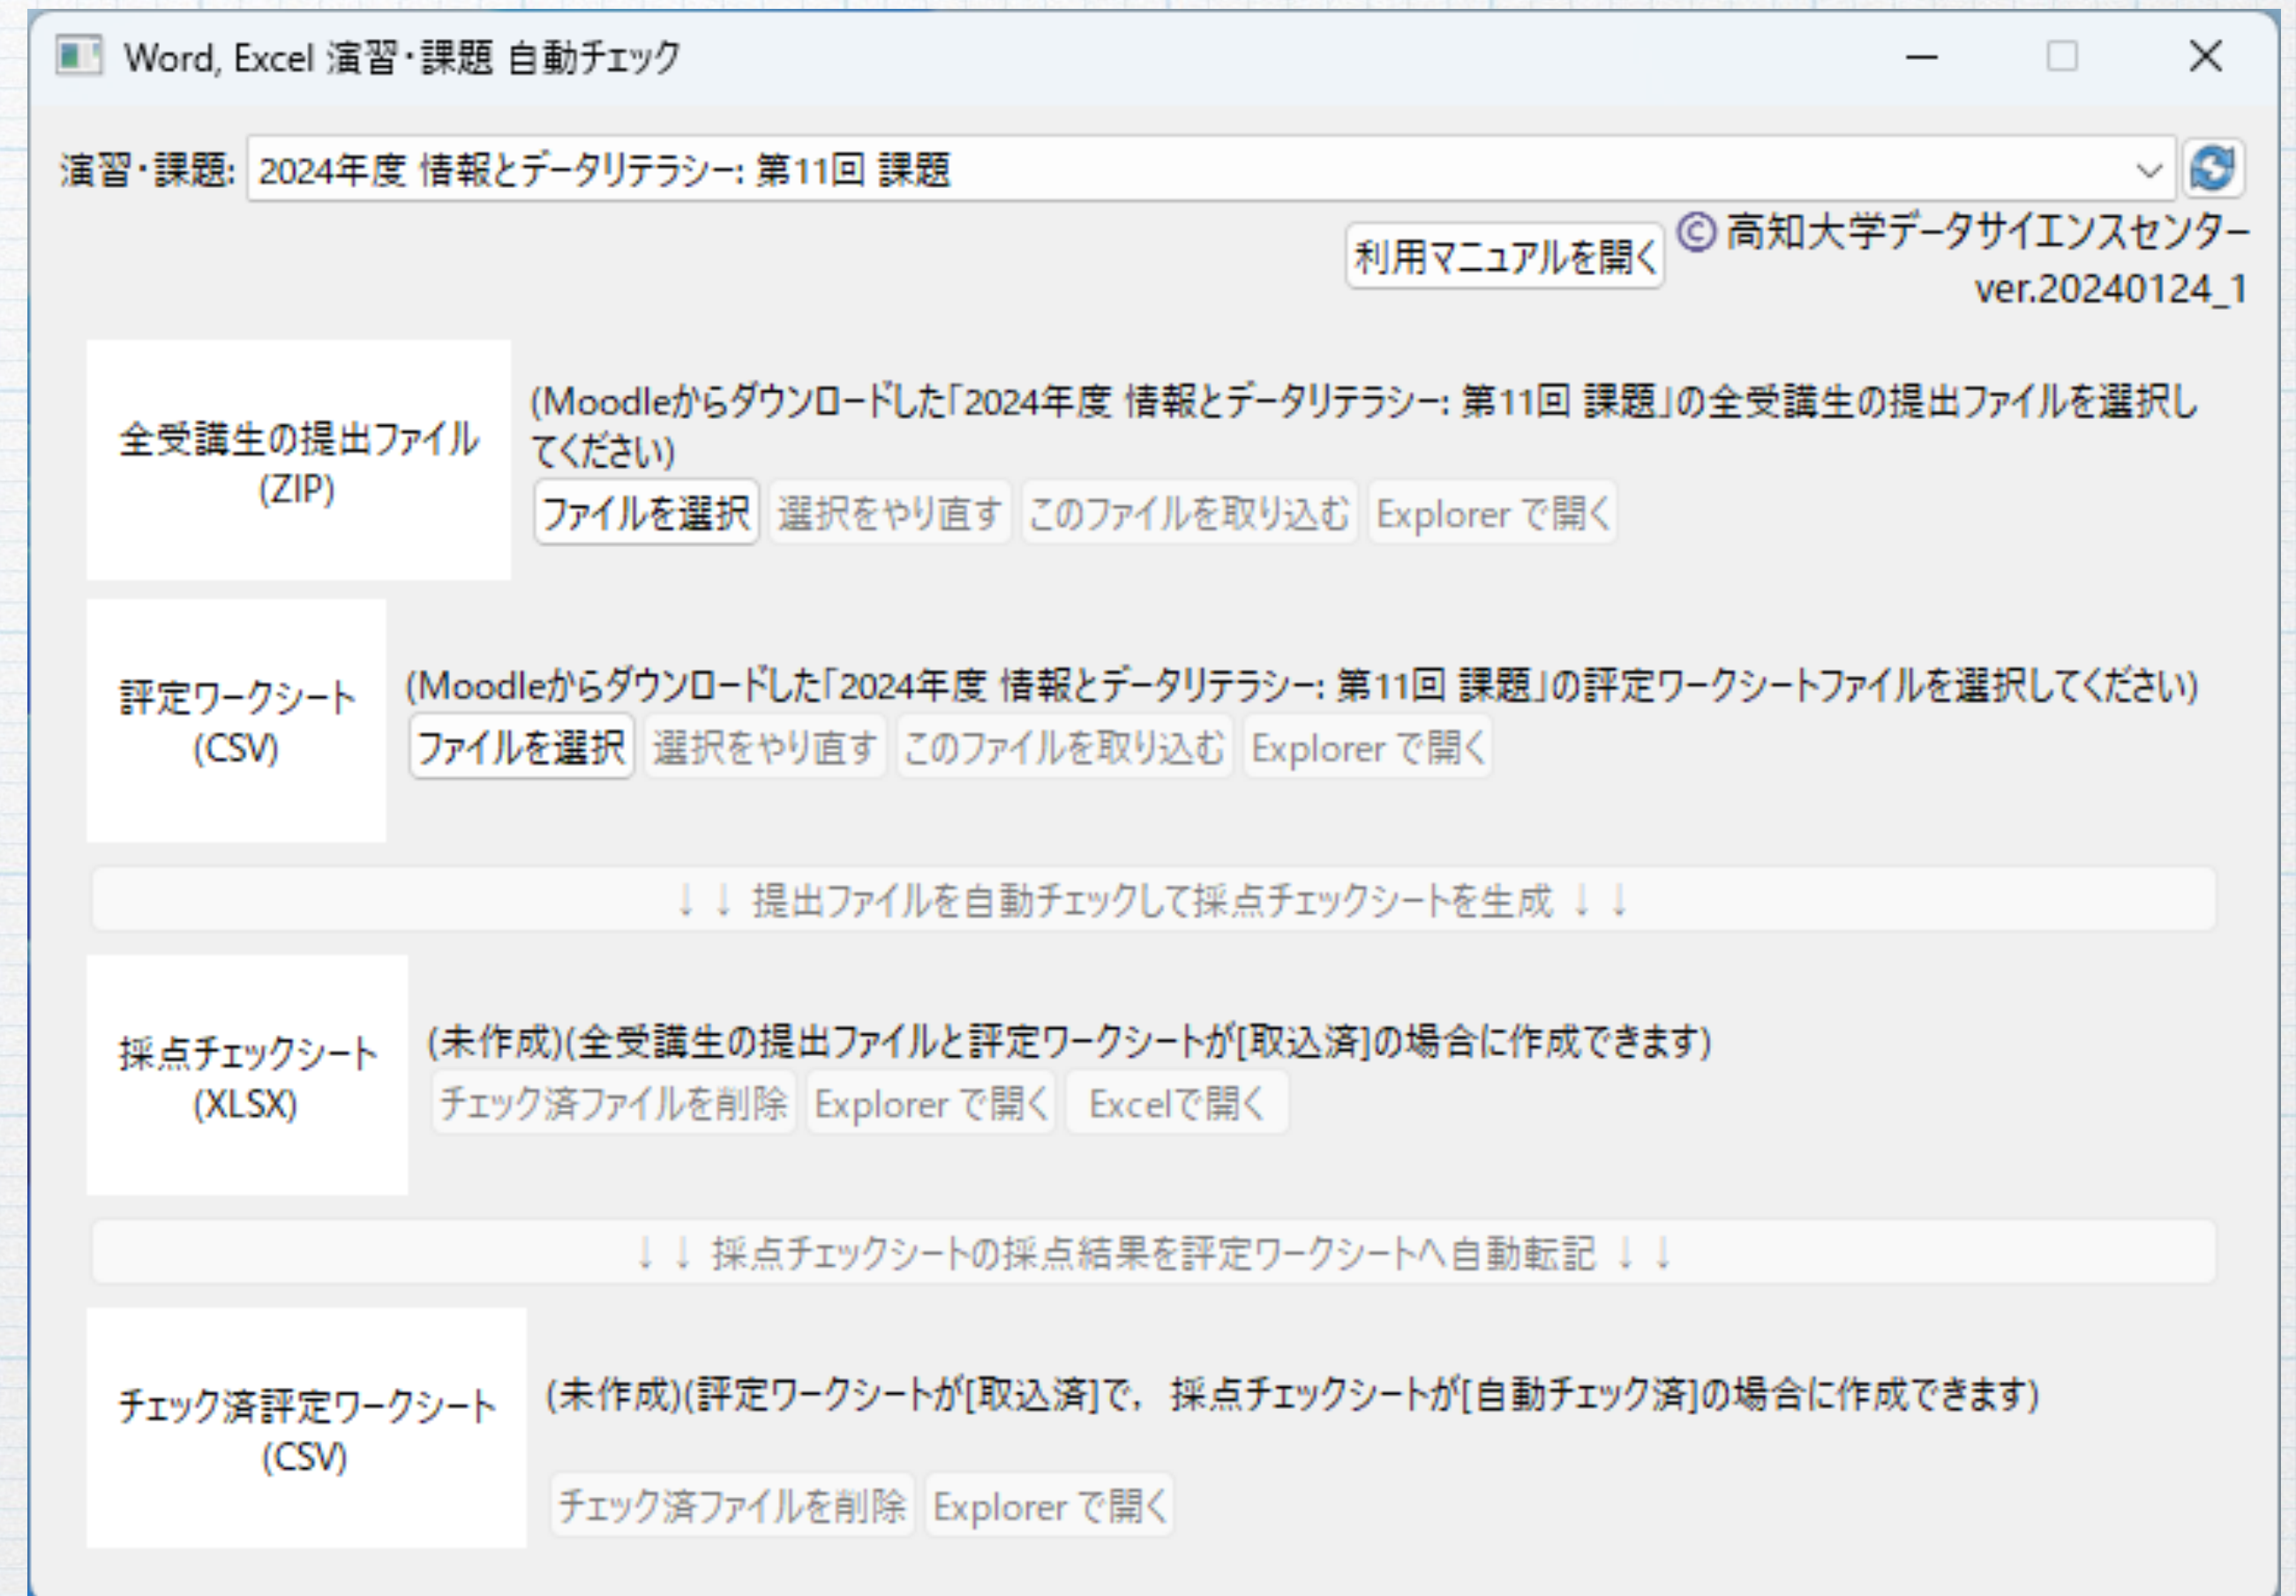 Word, Excel 演習・課題 自動チェック
演習・課題: 2024年度 情報とデータリテラシー: 第11回 課題
利用マニュアルを開く © 高知大学データサイエンスセンター
ver.20240124_1
全受講生の提出ファイル
(ZIP)
(Moodleからダウンロードした「2024年度 情報とデータリテラシー: 第11回 課題」の全受講生の提出ファイルを選択し
てください)
ファイルを選択 選択をやり直す このファイルを取り込む Explorer で開く
評定ワークシート
(CSV)
(Moodleからダウンロードした「2024年度 情報とデータリテラシー: 第11回 課題」の評定ワークシートファイルを選択してください)
ファイルを選択 選択をやり直す このファイルを取り込む Explorer で開く
↓ ↓ 提出ファイルを自動チェックして採点チェックシートを生成 ↓ ↓
採点チェックシート
(XLSX)
(未作成)(全受講生の提出ファイルと評定ワークシートが[取込済]の場合に作成できます)
チェック済ファイルを削除 Explorer で開く Excelで開く
↓ ↓ 採点チェックシートの採点結果を評定ワークシートへ自動転記 ↓ ↓
チェック済評定ワークシート
(CSV)
(未作成)(評定ワークシートが[取込済]で，採点チェックシートが[自動チェック済]の場合に作成できます)
チェック済ファイルを削除 Explorer で開く